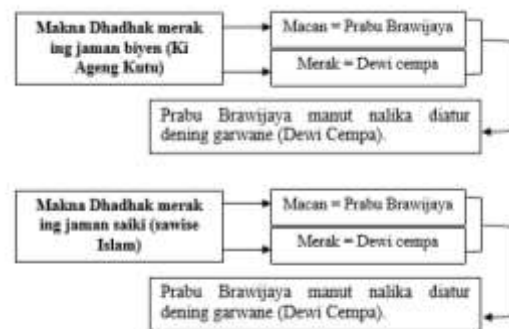 Makna Dhadhak merak
ing jaman biyen (Ki
Ageng Kutu)
Macan = Prabu Brawijaya
Merak = Dewi cempa
Prabu Brawijaya manut nalika diatur
dening garwane (Dewi Cempa).
Makna Dhadhak merak
ing jaman saiki (sawise
Islam)
Macan = Prabu Brawijaya
Merak = Dewi cempa
Prabu Brawijaya manut nalika diatur
dening garwane (Dewi Cempa).